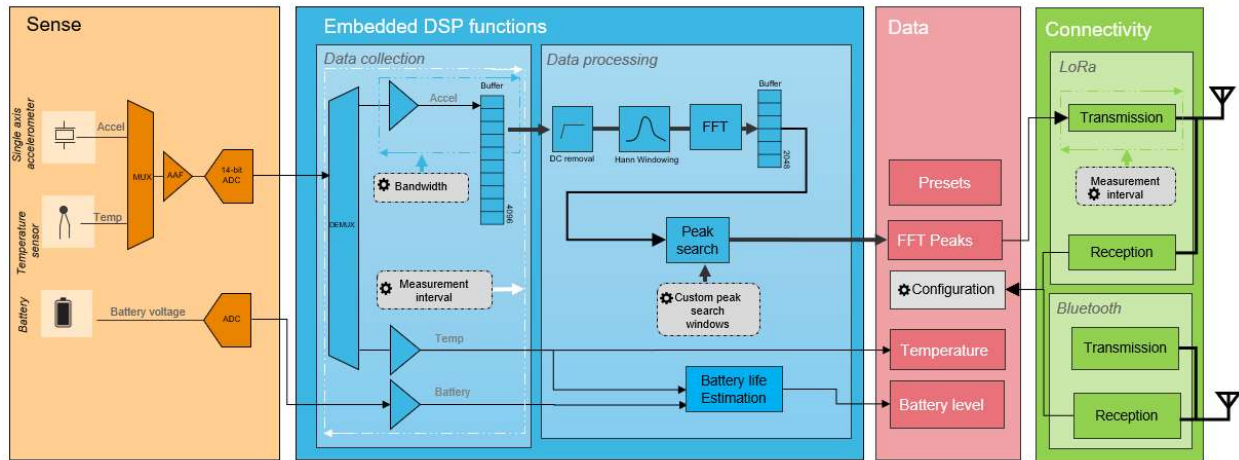 Sense
Single axis
accelerometer
Accel
Temperature
sensor
Temp
Battery
Battery voltage
MUX
AAF
14-bit
ADC
ADC
Embedded DSP functions
Data collection
DEMUX
Accel
Buffer
4096
Bandwidth
Measurement
interval
Temp
Battery
Data processing
DC removal
Hann Windowing
FFT
Buffer
2048
Peak
search
Custom peak
search
windows
Battery life
Estimation
Data
Presets
FFT Peaks
Configuration
Temperature
Battery level
Connectivity
LoRa
Transmission
Measurement
interval
Reception
Bluetooth
Transmission
Reception